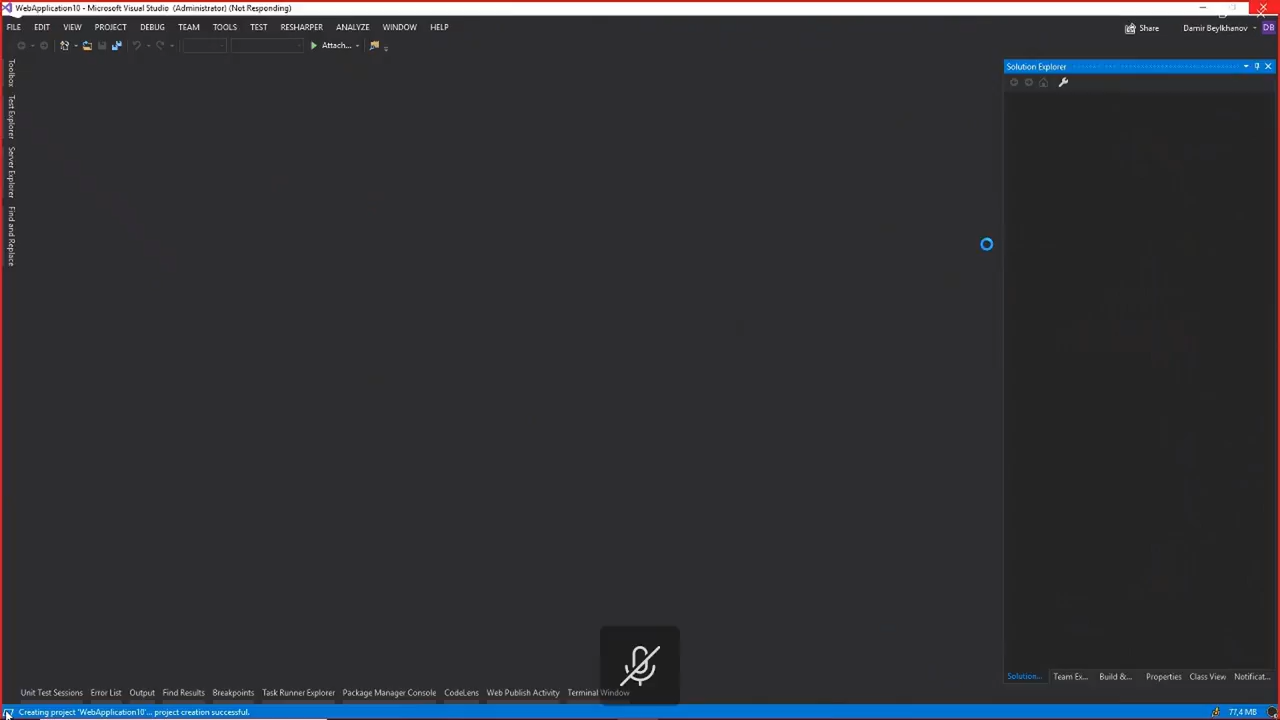 WebApplication10 - Microsoft Visual Studio (Administrator) (Not Responding)
FILE EDIT VIEW PROJECT DEBUG TEAM TOOLS TEST RESHARPER ANALYZE WINDOW HELP
Share Damir Beylkhanov DB
Attach...
Solution Explorer
Toolbox
Test Explorer
Server Explorer
Find and Replace
Solution... Team Ex... Build &... Properties Class View Notificat...
Unit Test Sessions Error List Output Find Results Breakpoints Task Runner Explorer Package Manager Console CodeLens Web Publish Activity Terminal Window
Creating project 'WebApplication10'... project creation successful.
77,4 MB